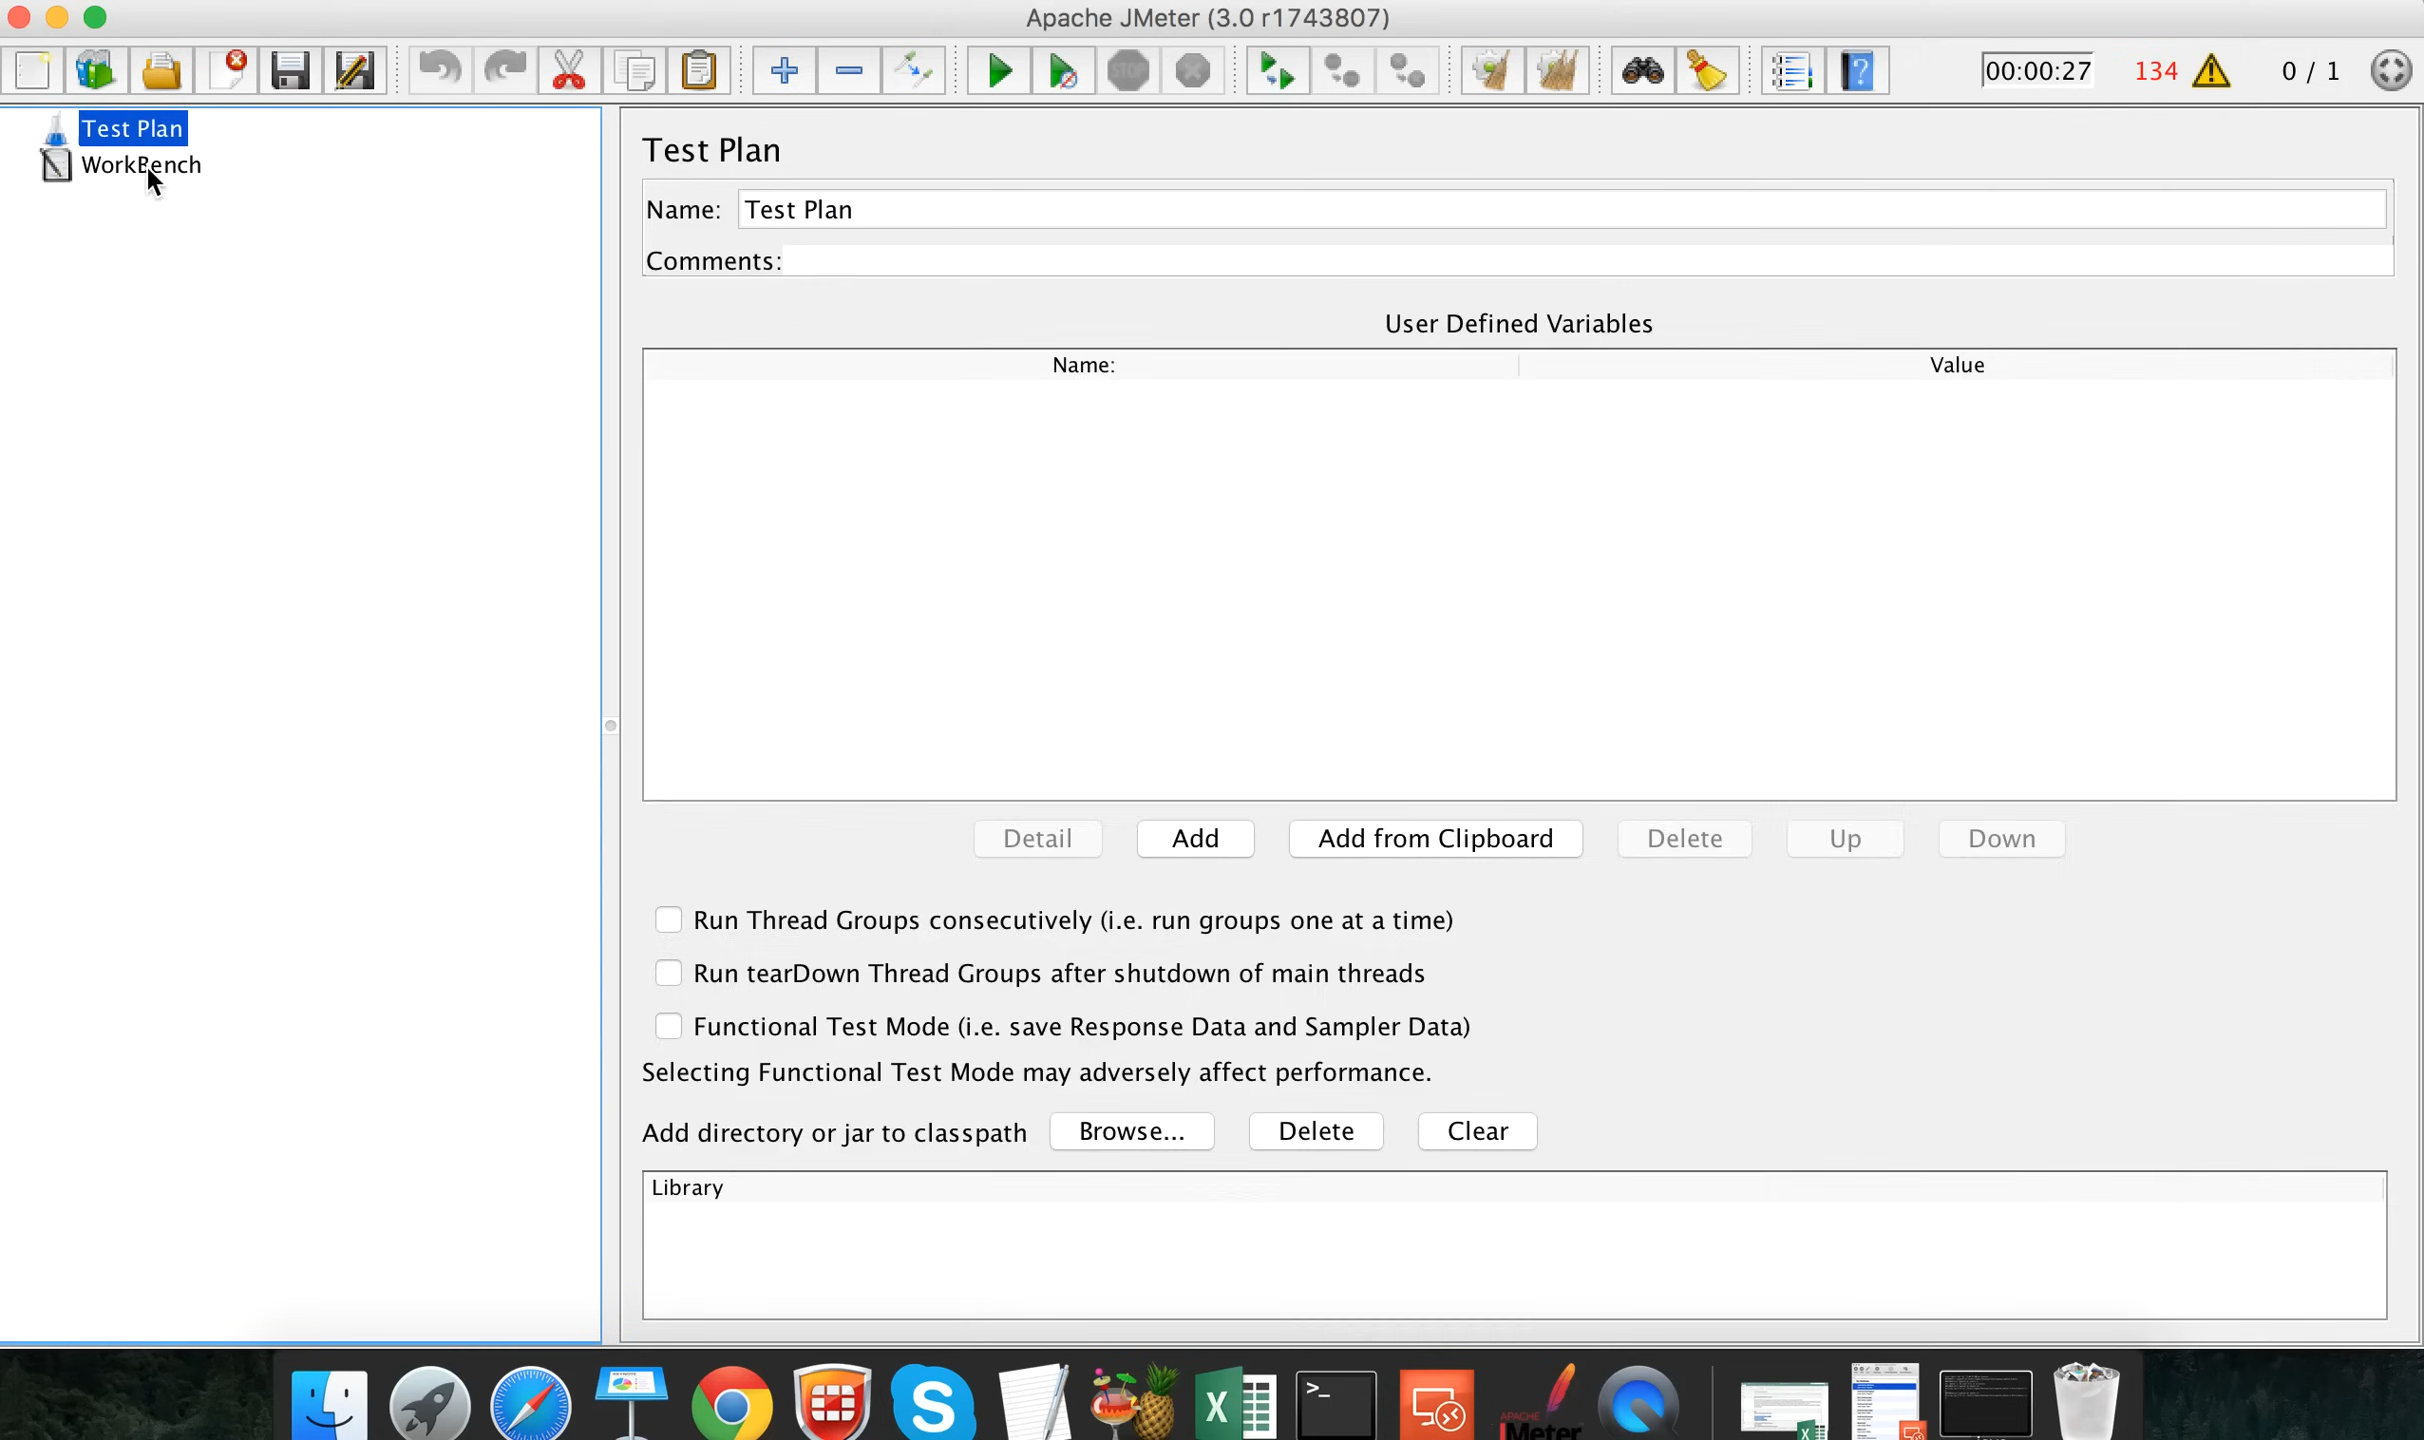 Apache JMeter (3.0 r1743807)
STOP
00:00:27
134
0 / 1
Test Plan
WorkBench
Test Plan
Name: Test Plan
Comments:
User Defined Variables
Name: Value
Detail Add Add from Clipboard Delete Up Down
Run Thread Groups consecutively (i.e. run groups one at a time)
Run tearDown Thread Groups after shutdown of main threads
Functional Test Mode (i.e. save Response Data and Sampler Data)
Selecting Functional Test Mode may adversely affect performance.
Add directory or jar to classpath Browse... Delete Clear
Library
KEYNOTE
S
X
>_
APACHE
JMeter